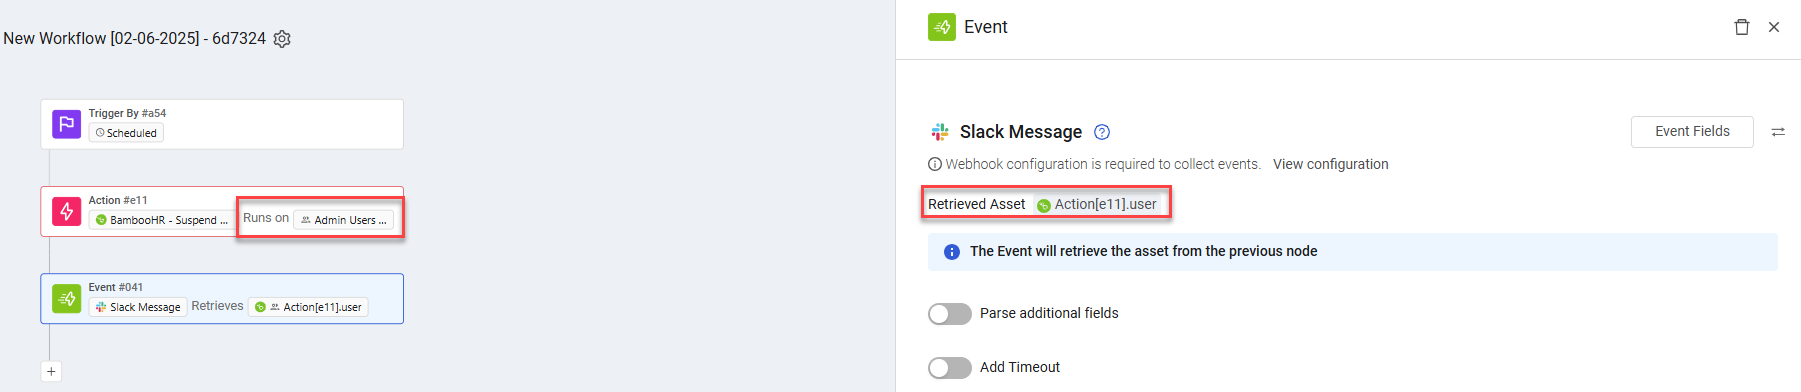 New Workflow [02-06-2025] - 6d7324
Trigger By #a54
Scheduled
Action #e11
BambooHR - Suspend ... Runs on Admin Users ...
Event #041
Slack Message Retrieves Action[e11].user
+
Event
Slack Message
Event Fields
Webhook configuration is required to collect events. View configuration
Retrieved Asset Action[e11].user
The Event will retrieve the asset from the previous node
Parse additional fields
Add Timeout